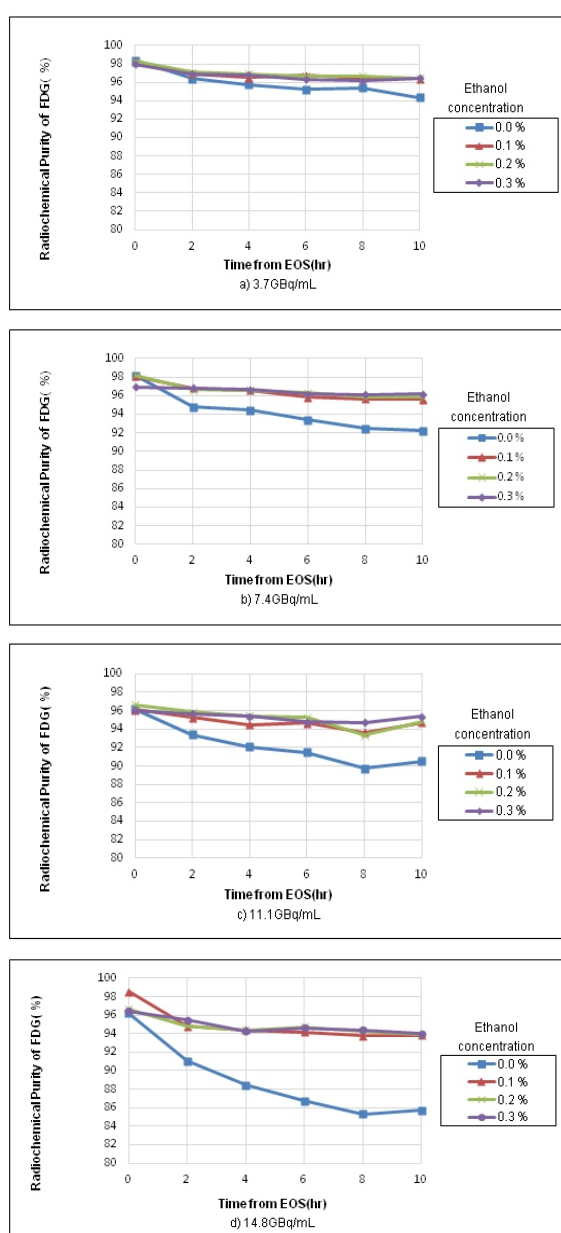 Radiochemical Purity of FDG( %)
100
98
96
94
92
90
88
86
84
82
80
0 2 4 6 8 10
Time from EOS(hr)
a) 3.7GBq/mL
Ethanol
concentration
0.0 %
0.1 %
0.2 %
0.3 %
Radiochemical Purity of FDG( %)
100
98
96
94
92
90
88
86
84
82
80
0 2 4 6 8 10
Time from EOS(hr)
b) 7.4GBq/mL
Ethanol
concentration
0.0 %
0.1 %
0.2 %
0.3 %
Radiochemical Purity of FDG( %)
100
98
96
94
92
90
88
86
84
82
80
0 2 4 6 8 10
Time from EOS(hr)
c) 11.1GBq/mL
Ethanol
concentration
0.0 %
0.1 %
0.2 %
0.3 %
Radiochemical Purity of FDG( %)
100
98
96
94
92
90
88
86
84
82
80
0 2 4 6 8 10
Time from EOS(hr)
d) 14.8GBq/mL
Ethanol
concentration
0.0 %
0.1 %
0.2 %
0.3 %